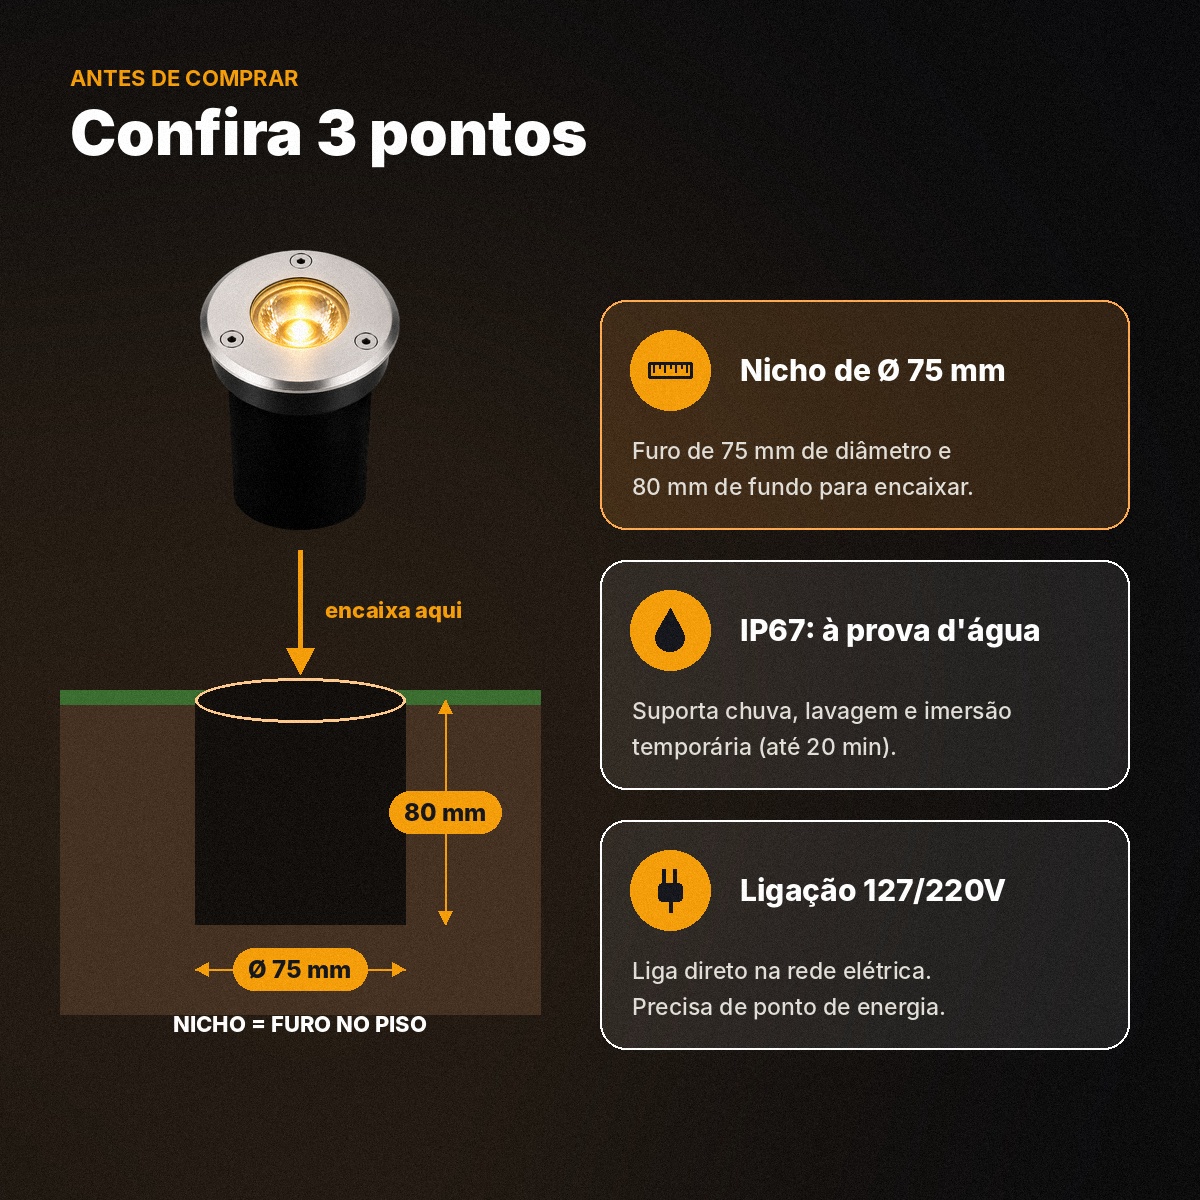 ANTES DE COMPRAR
Confira 3 pontos
encaixa aqui
80 mm
Ø 75 mm
NICHO = FURO NO PISO
Nicho de Ø 75 mm
Furo de 75 mm de diâmetro e
80 mm de fundo para encaixar.
IP67: à prova d'água
Suporta chuva, lavagem e imersão
temporária (até 20 min).
Ligação 127/220V
Liga direto na rede elétrica.
Precisa de ponto de energia.